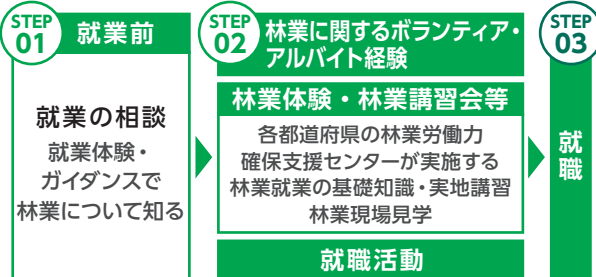 STEP
01
就業前
就業の相談
就業体験・
ガイダンスで
林業について知る
STEP
02
林業に関するボランティア・
アルバイト経験
林業体験・林業講習会等
各都道府県の林業労働力
確保支援センターが実施する
林業就業の基礎知識・実地講習
林業現場見学
就職活動
STEP
03
就職